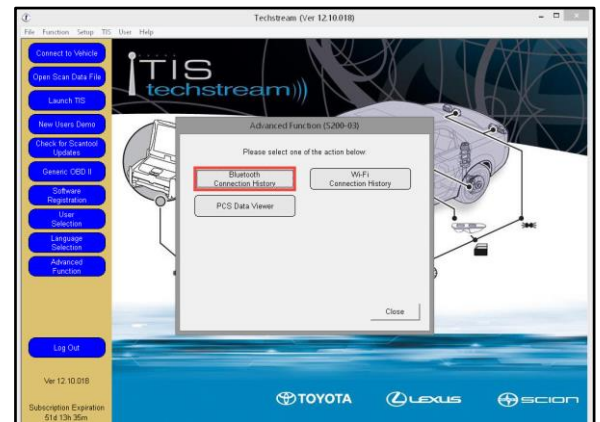 Techstream (Ver 12.10.018)
File Function Setup TIS User Help
Connect to Vehicle
Open Scan Data File
Launch TIS
New Users Demo
Check for Scantool
Updates
Generic OBD II
Software
Registration
User
Selection
Language
Selection
Advanced
Function
Log Out
Ver 12.10.018
Subscription Expiration
51d 13h 35m
TIS
techstream
Advanced Function (S200-03)
Please select one of the action below:
Bluetooth
Connection History
Wi-Fi
Connection History
PCS Data Viewer
Close
TOYOTA LEXUS SCION